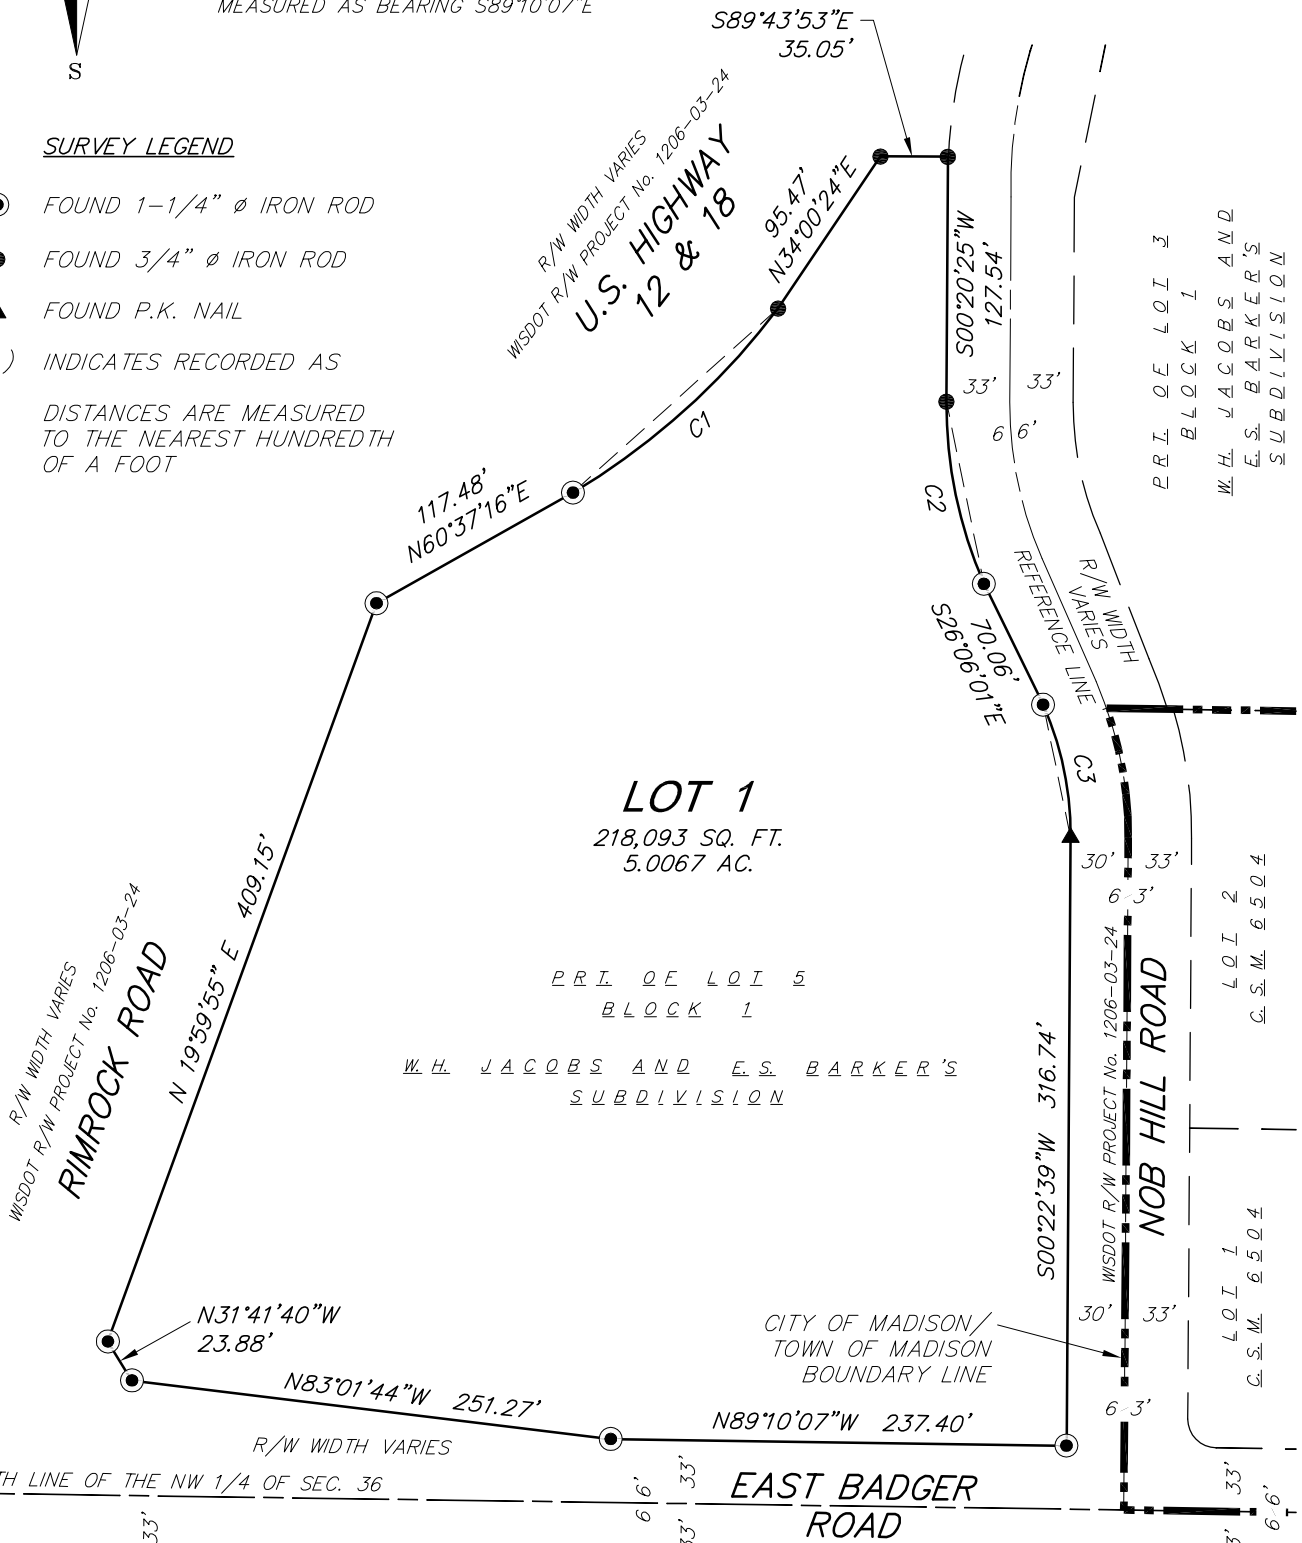 MEASURED AS BEARING S89°10'07"E
S
S89°43'53"E
35.05'
SURVEY LEGEND
FOUND 1-1/4" ø IRON ROD
FOUND 3/4" ø IRON ROD
FOUND P.K. NAIL
) INDICATES RECORDED AS
DISTANCES ARE MEASURED
TO THE NEAREST HUNDREDTH
OF A FOOT
R/W WIDTH VARIES
WISDOT R/W PROJECT No. 1206-03-24
U.S. HIGHWAY
12 & 18
95.47'
N34°00'24"E
S00°20'25"W
127.54'
33'
33'
66'
PRT. OF LOT 3
BLOCK 1
W.H. JACOBS AND
E.S. BARKER'S
SUBDIVISION
C1
117.48'
N60°37'16"E
C2
REFERENCE LINE
R/W WIDTH
VARIES
70.06'
S26°06'01"E
C3
LOT 1
218,093 SQ. FT.
5.0067 AC.
30'
33'
63'
N 19°59'55" E 409.15'
R/W WIDTH VARIES
WISDOT R/W PROJECT No. 1206-03-24
RIMROCK ROAD
PRT. OF LOT 5
BLOCK 1
W.H. JACOBS AND E.S. BARKER'S
SUBDIVISION
S00°22'39"W 316.74'
WISDOT R/W PROJECT No. 1206-03-24
NOB HILL ROAD
LOT 2
C.S.M. 6504
LOT 1
C.S.M. 6504
N31°41'40"W
23.88'
CITY OF MADISON/
TOWN OF MADISON
BOUNDARY LINE
30'
33'
63'
N83°01'44"W 251.27'
N89°10'07"W 237.40'
R/W WIDTH VARIES
TH LINE OF THE NW 1/4 OF SEC. 36
33'
66'
33'
33'
EAST BADGER
ROAD
33'
66'